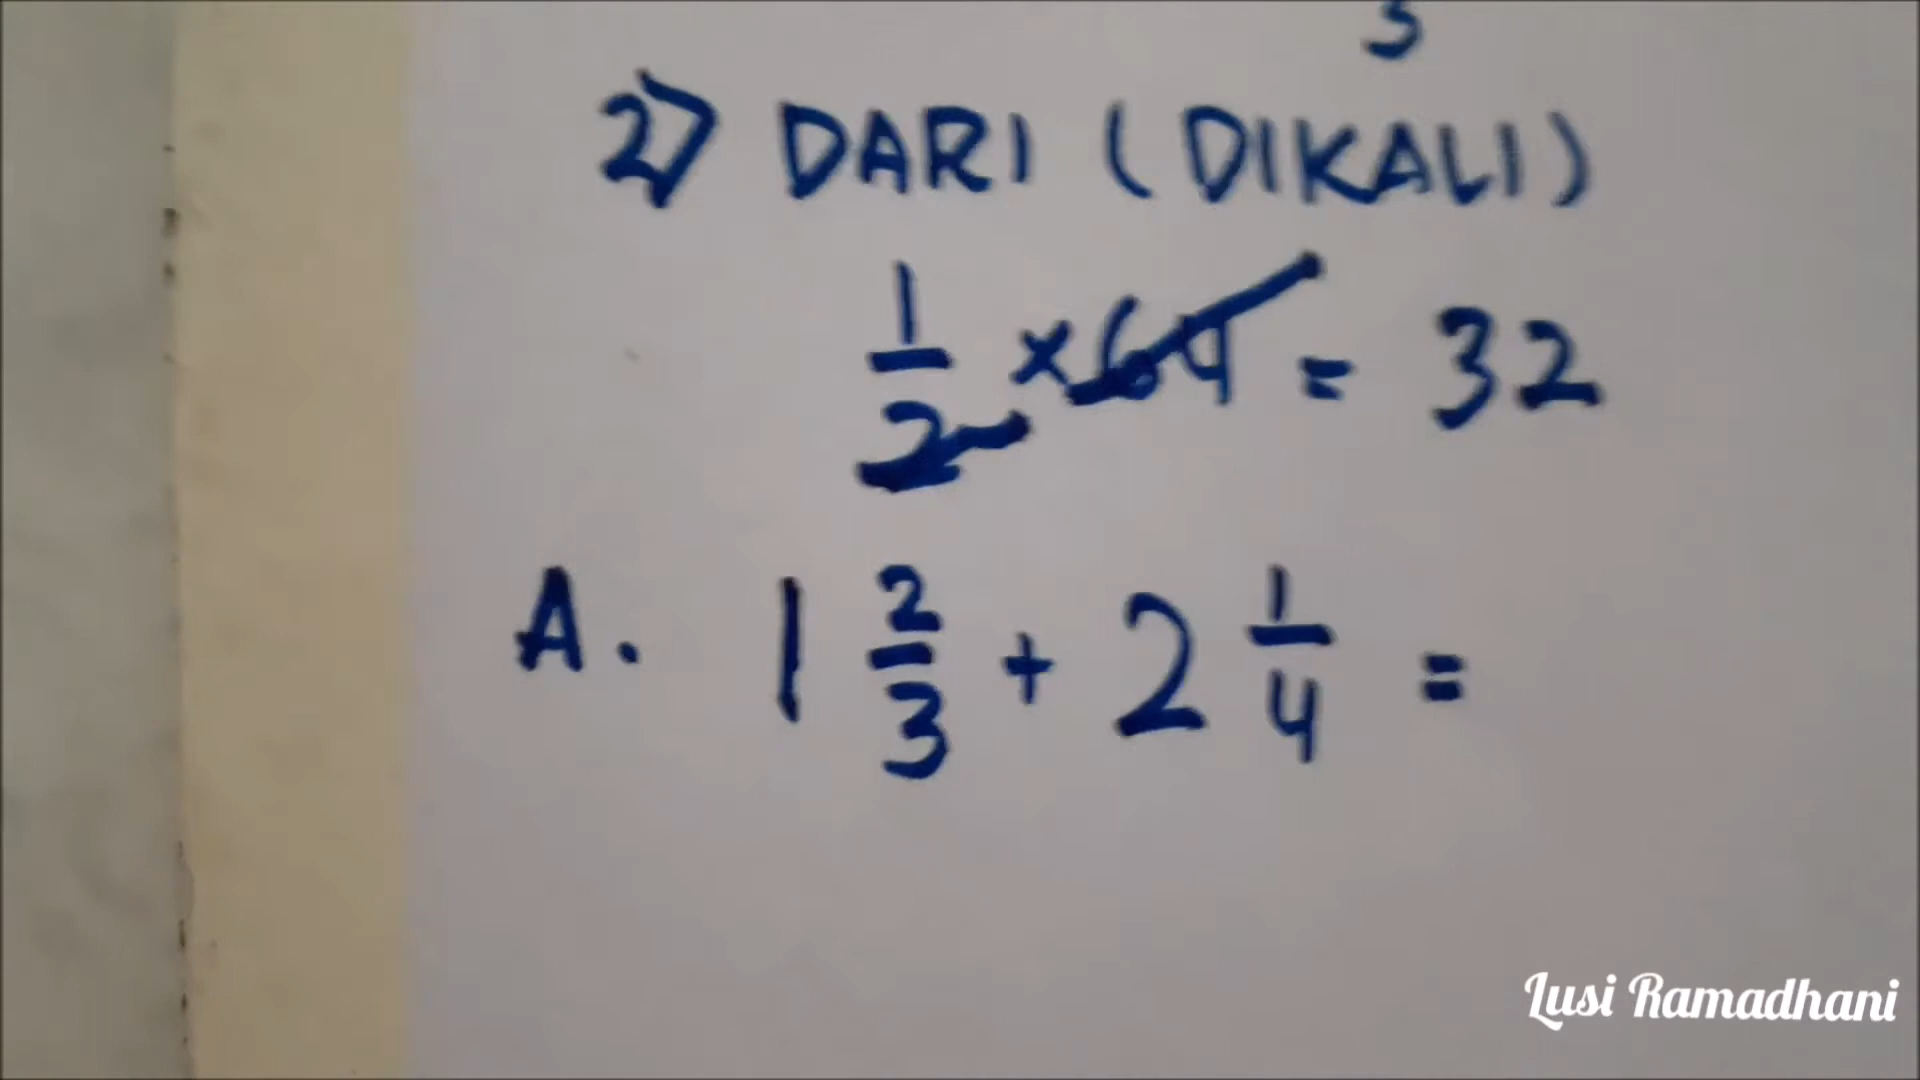 3
2) DARI (DIKALI)
1/2 × 64 = 32
A. 1 2/3 + 2 1/4 =
Lusi Ramadhani